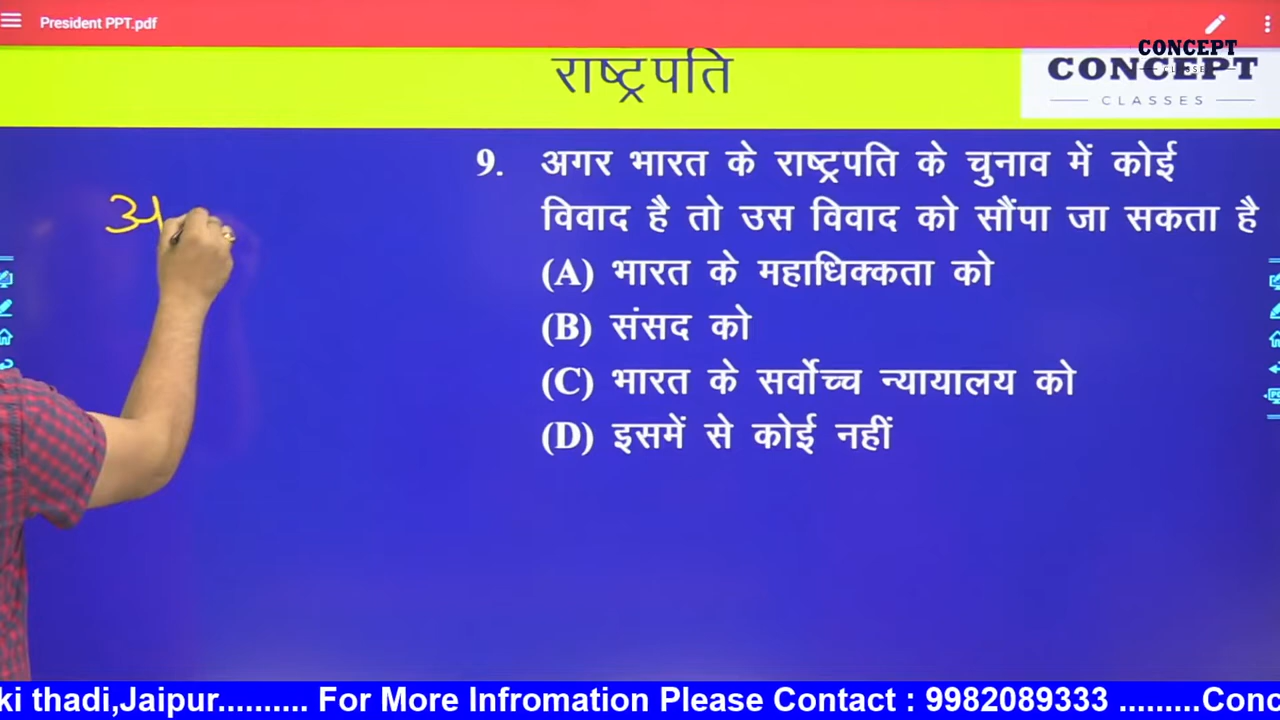 President PPT.pdf
CONCEPT
CLASSES
राष्ट्रपति
CONCEPT
CLASSES
9. अगर भारत के राष्ट्रपति के चुनाव में कोई
विवाद है तो उस विवाद को सौंपा जा सकता है
(A) भारत के महाधिक्कता को
(B) संसद को
(C) भारत के सर्वोच्च न्यायालय को
(D) इसमें से कोई नहीं
अ
ki thadi,Jaipur.......... For More Infromation Please Contact : 9982089333 .........Conc